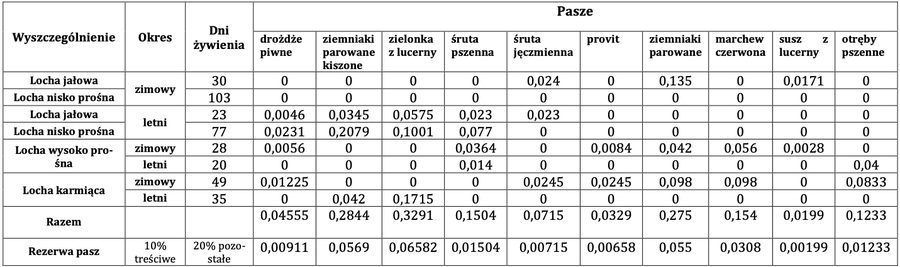 Wyszczególnienie Okres Dni żywienia Pasze
drożdże piwne ziemniaki parowane kiszone zielonka z lucerny śruta pszenna śruta jęczmienna provit ziemniaki parowane marchew czerwona susz z lucerny otręby pszenne
Locha jałowa zimowy 30 0 0 0 0 0,024 0 0,135 0 0,0171 0
Locha nisko prośna 103 0 0 0 0 0 0 0 0 0 0
Locha jałowa letni 23 0,0046 0,0345 0,0575 0,023 0,023 0 0 0 0 0
Locha nisko prośna 77 0,0231 0,2079 0,1001 0,077 0 0 0 0 0 0
Locha wysoko pro-śna zimowy 28 0,0056 0 0 0,0364 0 0,0084 0,042 0,056 0,0028 0
letni 20 0 0 0 0,014 0 0 0 0 0 0,04
Locha karmiąca zimowy 49 0,01225 0 0 0 0,0245 0,0245 0,098 0,098 0 0,0833
letni 35 0 0,042 0,1715 0 0 0 0 0 0 0
Razem 0,04555 0,2844 0,3291 0,1504 0,0715 0,0329 0,275 0,154 0,0199 0,1233
Rezerwa pasz 10% treściwe 20% pozo-stałe 0,00911 0,0569 0,06582 0,01504 0,00715 0,00658 0,055 0,0308 0,00199 0,01233